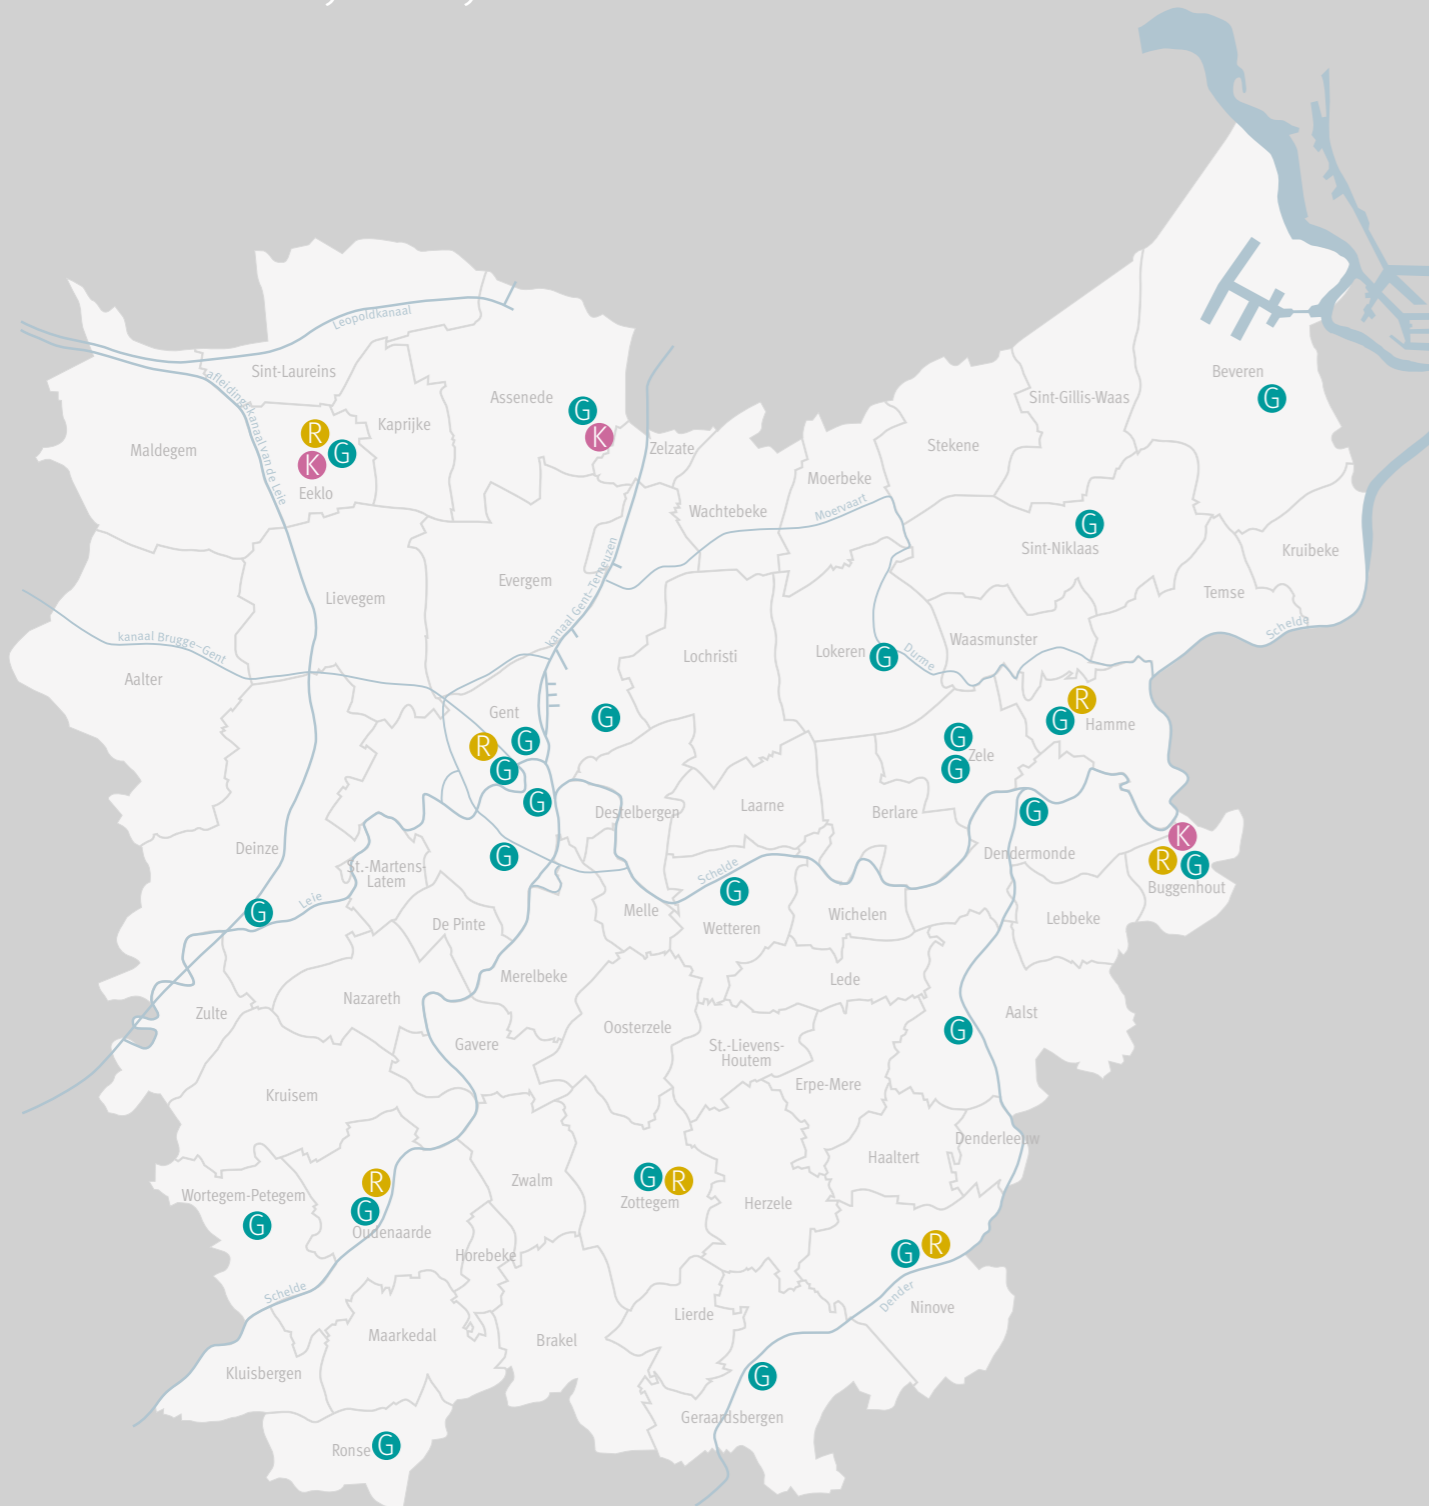 Leopoldkanaal
Sint-Laureins
afleidingskanaal van de Leie
Beveren
G
Assenede
G
K
Sint-Gillis-Waas
Kaprijke
R
G
K
Eeklo
Maldegem
Zelzate
Stekene
Moerbeke
Wachtebeke
Moervaart
G
Sint-Niklaas
Kruibeke
Evergem
kanaal Gent–Terneuzen
Lievegem
Temse
Schelde
kanaal Brugge–Gent
Waasmunster
Lokeren
G
Durme
Lochristi
Aalter
R
G
Hamme
Gent
G
R
G
G
G
G
G
Zele
G
Destelbergen
Laarne
Berlare
G
Dendermonde
K
R
G
Buggenhout
Deinze
G
St.-Martens-
Latem
Schelde
G
Wetteren
Leie
G
Melle
Wichelen
Lebbeke
De Pinte
Merelbeke
Lede
Nazareth
Zulte
Aalst
G
Oosterzele
Gavere
St.-Lievens-
Houtem
Erpe-Mere
Kruisem
Denderleeuw
Haaltert
Zwalm
G
R
Zottegem
Herzele
R
G
Oudenaarde
Wortegem-Petegem
G
Horebeke
G
R
Schelde
Dender
Ninove
Lierde
Maarkedal
Brakel
Kluisbergen
G
Geraardsbergen
Ronse
G